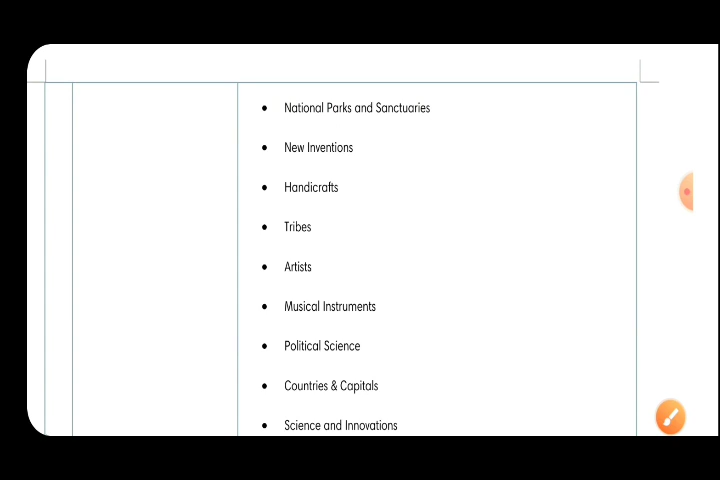 • National Parks and Sanctuaries
• New Inventions
• Handicrafts
• Tribes
• Artists
• Musical Instruments
• Political Science
• Countries & Capitals
• Science and Innovations